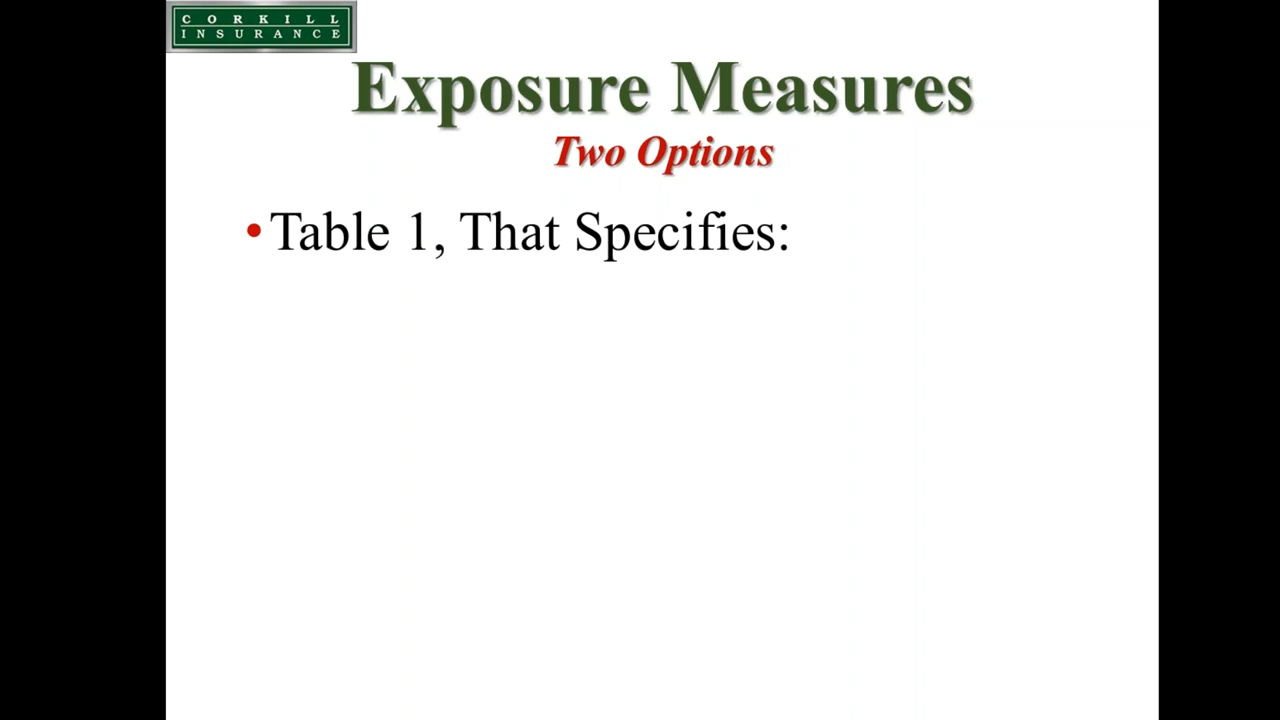 CORKILL
INSURANCE
Exposure Measures
Two Options
•Table 1, That Specifies: